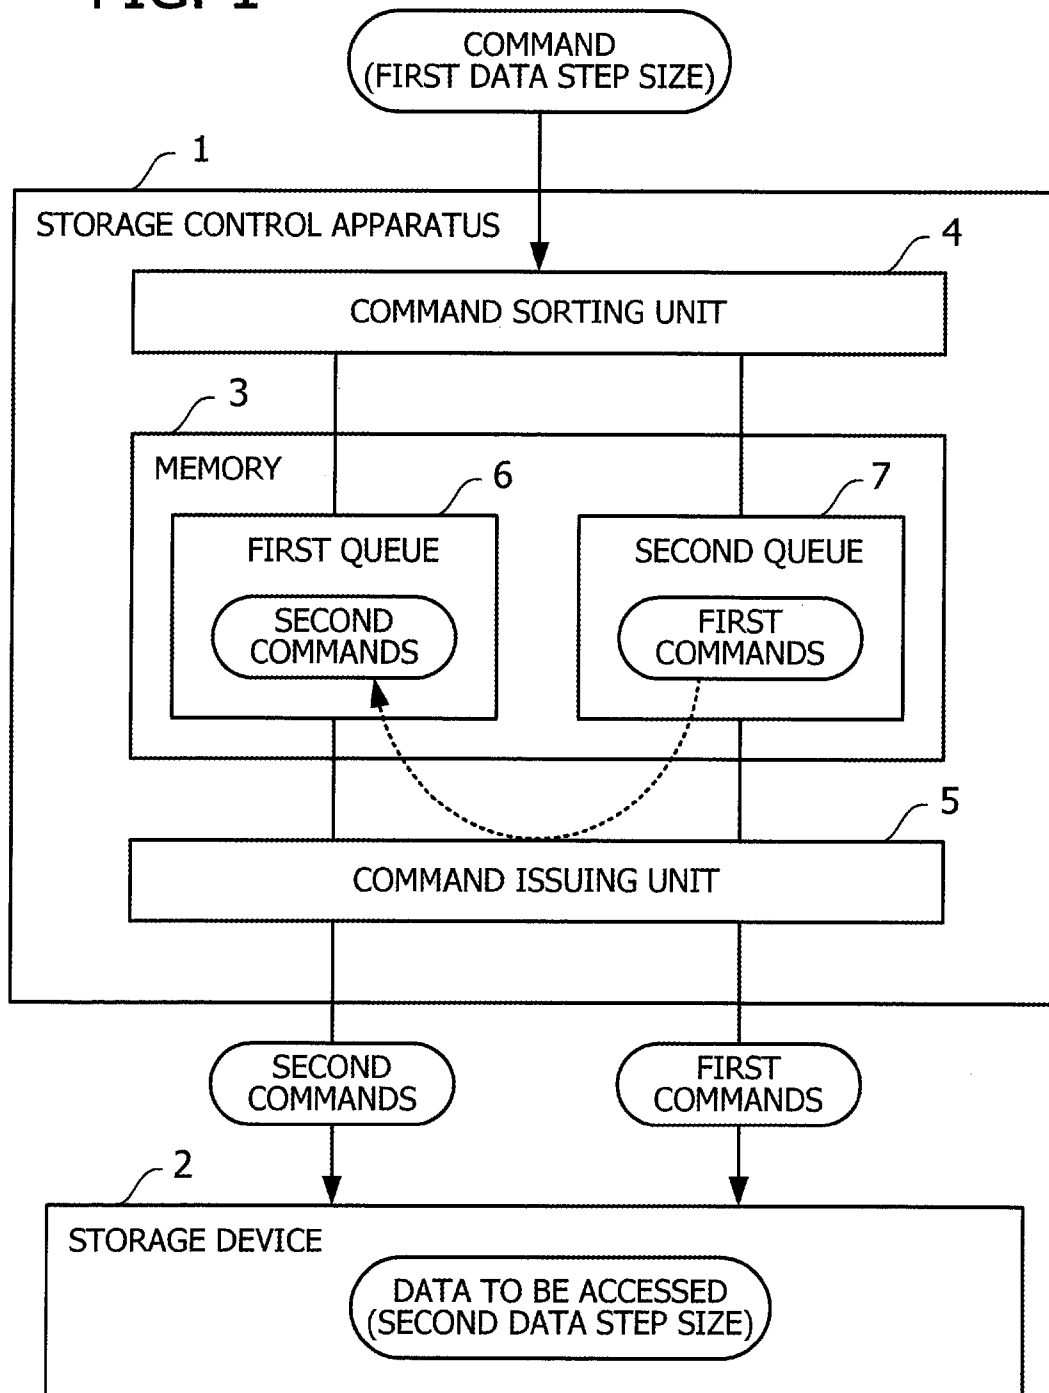 FIG. 1
COMMAND
(FIRST DATA STEP SIZE)
1
STORAGE CONTROL APPARATUS
4
COMMAND SORTING UNIT
3
MEMORY
6
7
FIRST QUEUE
SECOND QUEUE
SECOND
COMMANDS
FIRST
COMMANDS
5
COMMAND ISSUING UNIT
SECOND
COMMANDS
FIRST
COMMANDS
2
STORAGE DEVICE
DATA TO BE ACCESSED
(SECOND DATA STEP SIZE)